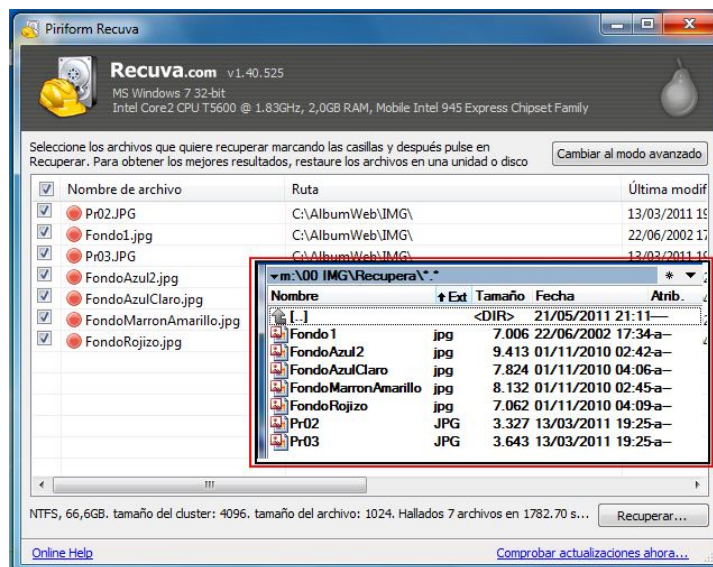 Piriform Recuva
Recuva.com v1.40.525
MS Windows 7 32-bit
Intel Core2 CPU T5600 @ 1.83GHz, 2,0GB RAM, Mobile Intel 945 Express Chipset Family
Seleccione los archivos que quiere recuperar marcando las casillas y después pulse en
Recuperar. Para obtener los mejores resultados, restaure los archivos en una unidad o disco
Cambiar al modo avanzado
Nombre de archivo Ruta Última modif
Pr02.JPG C:\AlbumWeb\IMG\ 13/03/2011 19
Fondo1.jpg C:\AlbumWeb\IMG\ 22/06/2002 17
Pr03.JPG C:\AlbumWeb\IMG\ 13/03/2011 19
FondoAzul2.jpg
FondoAzulClaro.jpg
FondoMarronAmarillo.jpg
FondoRojizo.jpg
m:\00 IMG\Recupera\*.*
Nombre Ext Tamaño Fecha Atrib.
[..] <DIR> 21/05/2011 21:11—
Fondo1 jpg 7.006 22/06/2002 17:34-a--
FondoAzul2 jpg 9.413 01/11/2010 02:42-a--
FondoAzulClaro jpg 7.824 01/11/2010 04:06-a--
FondoMarronAmarillo jpg 8.132 01/11/2010 02:45-a--
FondoRojizo jpg 7.062 01/11/2010 04:09-a--
Pr02 JPG 3.327 13/03/2011 19:25-a--
Pr03 JPG 3.643 13/03/2011 19:25-a--
NTFS, 66,6GB. tamaño del cluster: 4096. tamaño del archivo: 1024. Hallados 7 archivos en 1782.70 s...
Recuperar...
Online Help
Comprobar actualizaciones ahora...